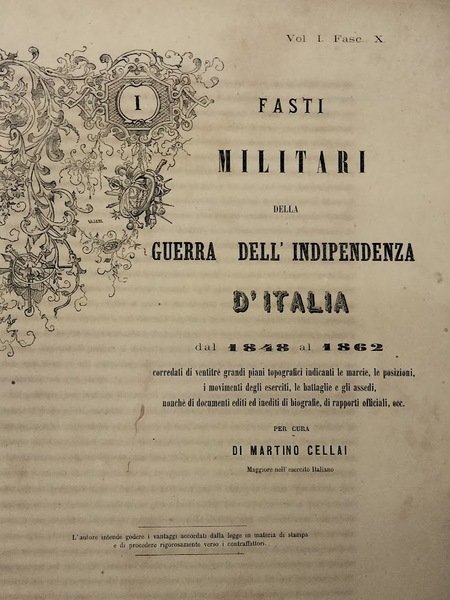 Vol. I. Fasc. X.
I
FASTI
MILITARI
DELLA
GUERRA DELL' INDIPENDENZA
D'ITALIA
dal 1848 al 1862
corredati di ventitrè grandi piani topografici indicanti le marcie, le posizioni,
i movimenti degli eserciti, le battaglie e gli assedi,
nonchè di documenti editi ed inediti di biografie, di rapporti officiali, occ.
PER CURA
DI MARTINO CELLAI
Maggiore nell' esercito Italiano
L'autore intende godere i vantaggi accordati dalla legge in materia di stampa
e di procedere rigorosamente verso i contraffattori.